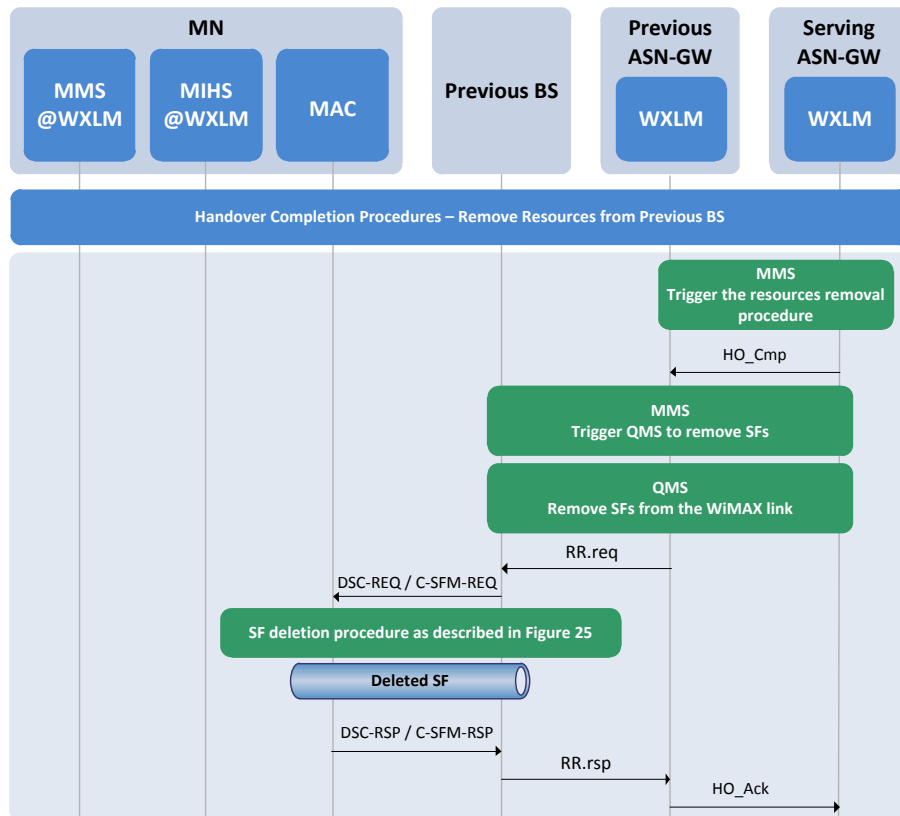 MN
Previous
ASN-GW
Serving
ASN-GW
Previous BS
MMS
@WXLM
MIHS
@WXLM
MAC
WXLM
WXLM
Handover Completion Procedures – Remove Resources from Previous BS
MMS
Trigger the resources removal
procedure
HO_Cmp
MMS
Trigger QMS to remove SFs
QMS
Remove SFs from the WiMAX link
RR.req
DSC-REQ / C-SFM-REQ
SF deletion procedure as described in Figure 25
Deleted SF
DSC-RSP / C-SFM-RSP
RR.rsp
HO_Ack